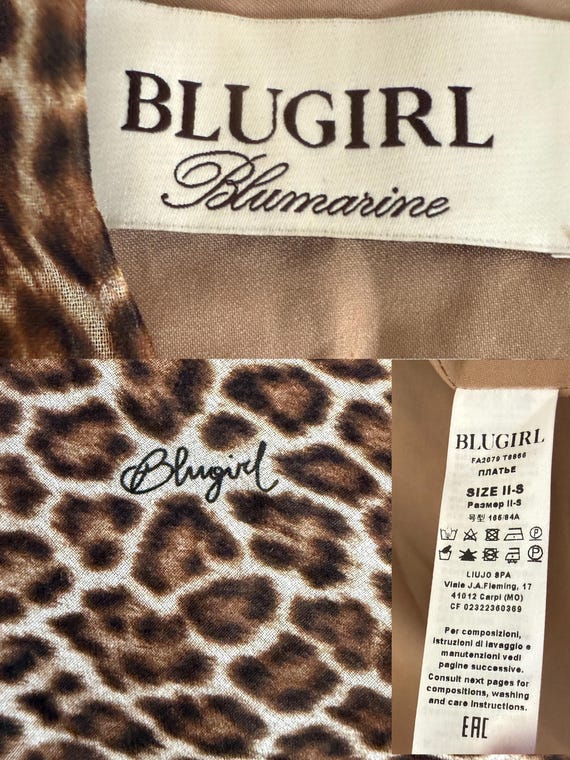 BLUGIRL
Blumarine
Blugirl
BLUGIRL
FA2079 T8666
ПЛАТЬЕ
SIZE II-S
Размер II-S
号型 165/84A
LIUJO SPA
Viale J.A.Fleming, 17
41012 Carpi (MO)
CF 02322360369
Per composizioni,
istruzioni di lavaggio e
manutenzioni vedi
pagine successive.
Consult next pages for
compositions, washing
and care instructions.
EAC